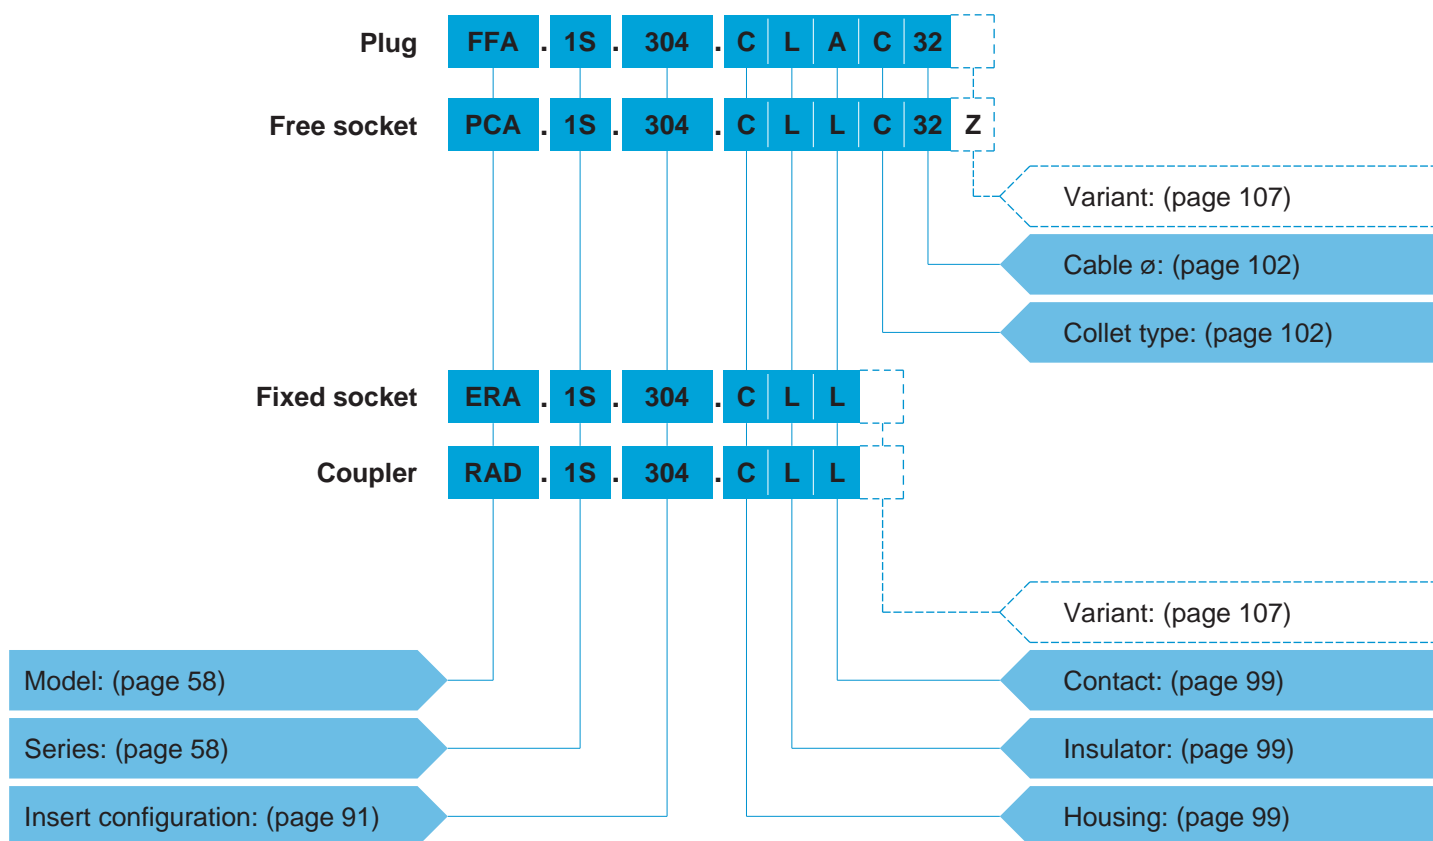 Plug FFA . 1S . 304 . C L A C 32
Free socket PCA . 1S . 304 . C L L C 32 Z
Variant: (page 107)
Cable ø: (page 102)
Collet type: (page 102)
Fixed socket ERA . 1S . 304 . C L L
Coupler RAD . 1S . 304 . C L L
Variant: (page 107)
Model: (page 58)
Contact: (page 99)
Series: (page 58)
Insulator: (page 99)
Insert configuration: (page 91)
Housing: (page 99)